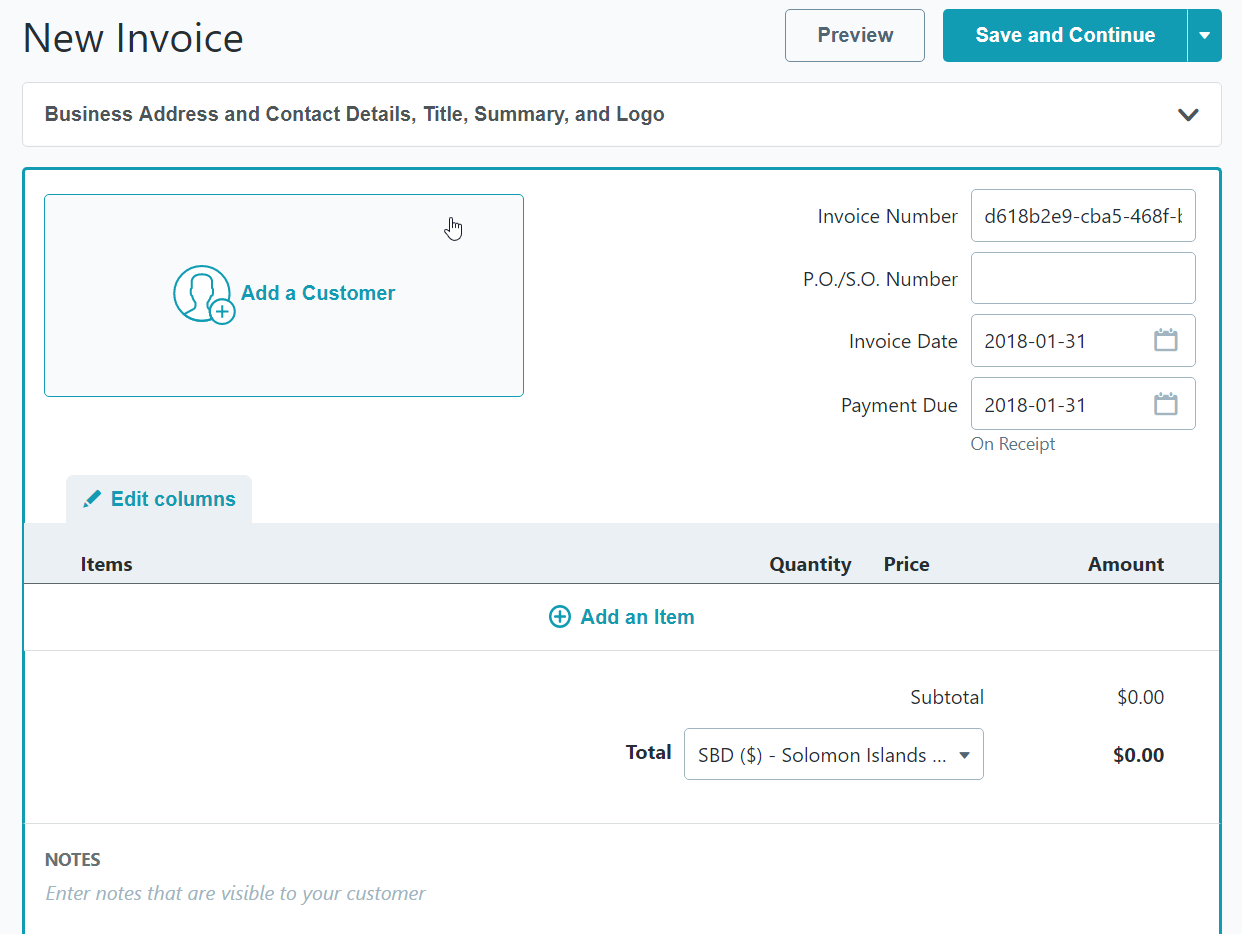 New Invoice
Preview
Save and Continue
Business Address and Contact Details, Title, Summary, and Logo
Add a Customer
Invoice Number
d618b2e9-cba5-468f-
P.O./S.O. Number
Invoice Date
2018-01-31
Payment Due
2018-01-31
On Receipt
Edit columns
Items Quantity Price Amount
Add an Item
Subtotal $0.00
Total SBD ($) - Solomon Islands ... $0.00
NOTES
Enter notes that are visible to your customer